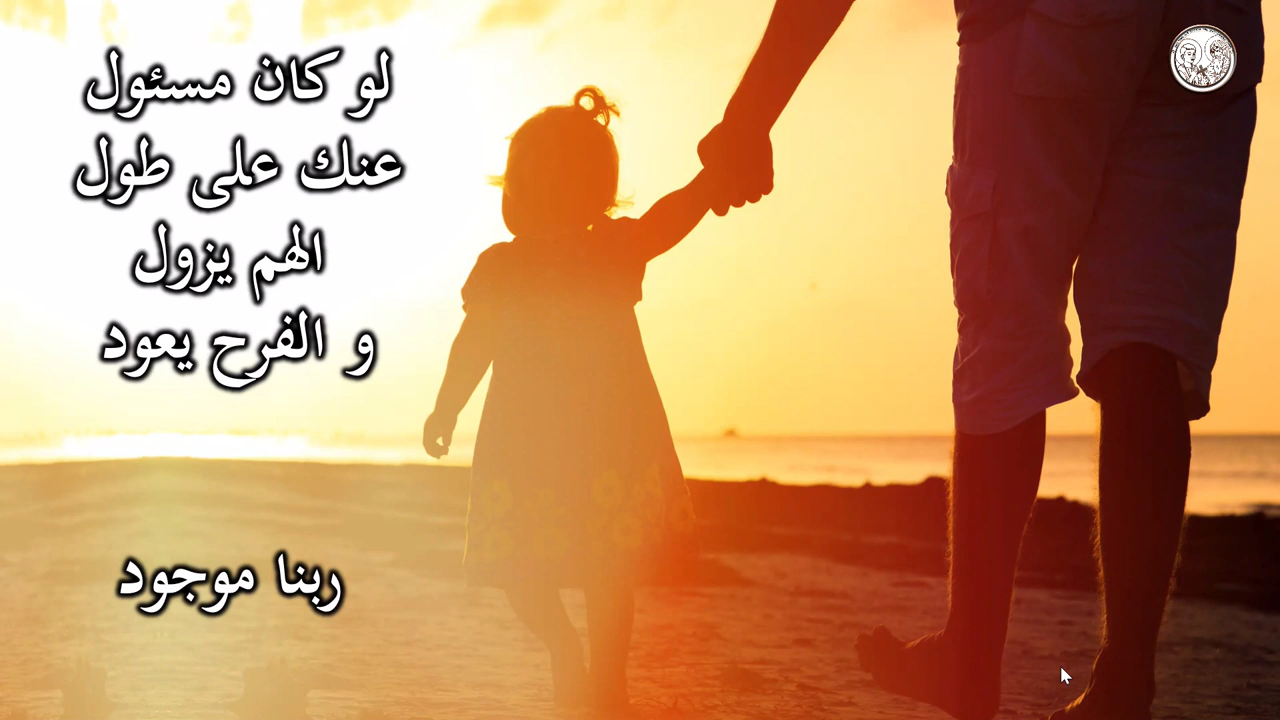 لو كان مسئول
عنك على طول
الهم يزول
و الفرح يعود
ربنا موجود